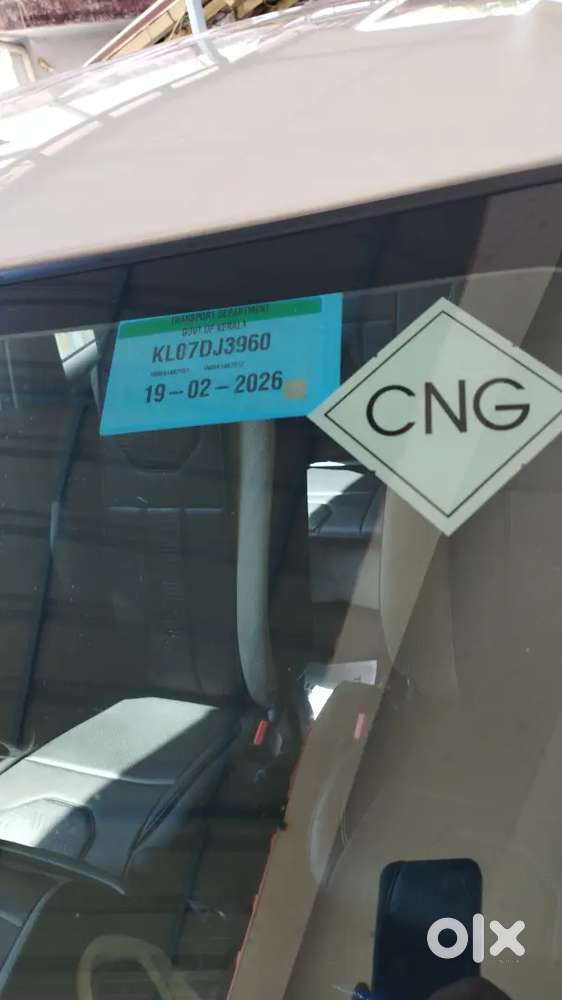 TRANSPORT DEPARTMENT
GOVT OF KERALA
KL07DJ3960
19-02-2026
CNG
olx